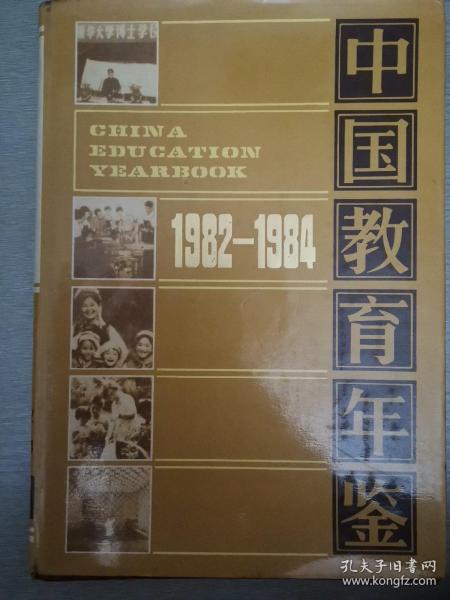 清华大学博士学位
CHINA
EDUCATION
YEARBOOK
1982-1984
中国教育年鉴
孔夫子旧书网
www.kongfz.com